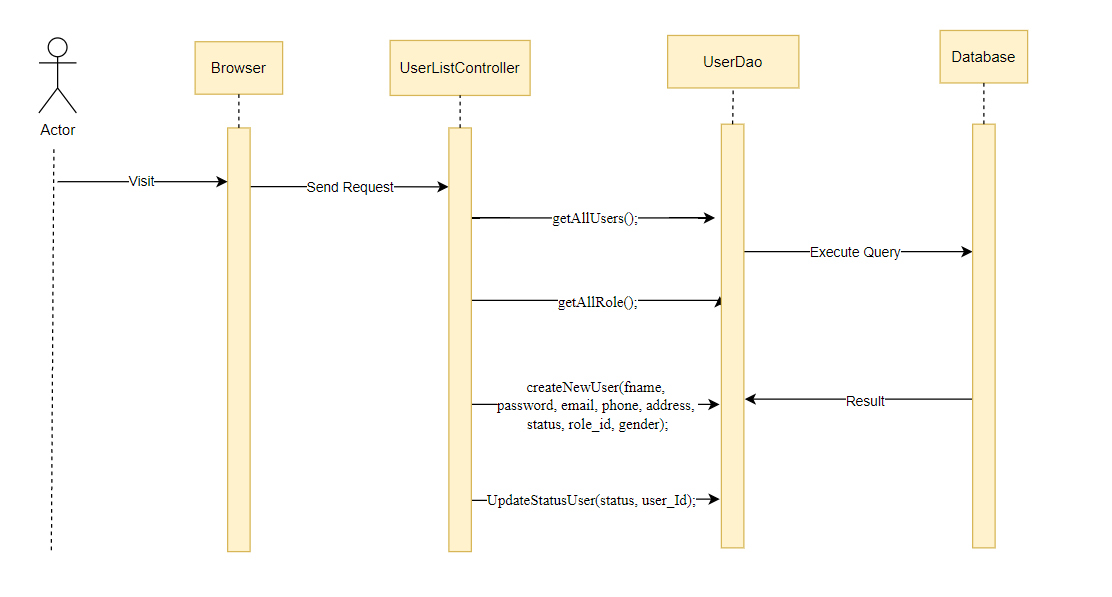 Actor
Browser
UserListController
UserDao
Database
Visit
Send Request
getAllUsers();
Execute Query
getAllRole();
createNewUser(fname,
password, email, phone, address,
status, role_id, gender);
Result
UpdateStatusUser(status, user_Id);